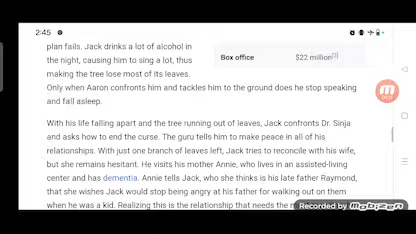 2:45
plan fails. Jack drinks a lot of alcohol in
the night, causing him to sing a lot, thus
making the tree lose most of its leaves.
Only when Aaron confronts him and tackles him to the ground does he stop speaking
and fall asleep.
Box office $22 million[3]
With his life falling apart and the tree running out of leaves, Jack confronts Dr. Sinja
and asks how to end the curse. The guru tells him to make peace in all of his
relationships. With just one branch of leaves left, Jack tries to reconcile with his wife,
but she remains hesitant. He visits his mother Annie, who lives in an assisted-living
center and has dementia. Annie tells Jack, who she thinks is his late father Raymond,
that she wishes Jack would stop being angry at his father for walking out on them
when he was a kid. Realizing this is the relationship that needs the
Recorded by Mobizen